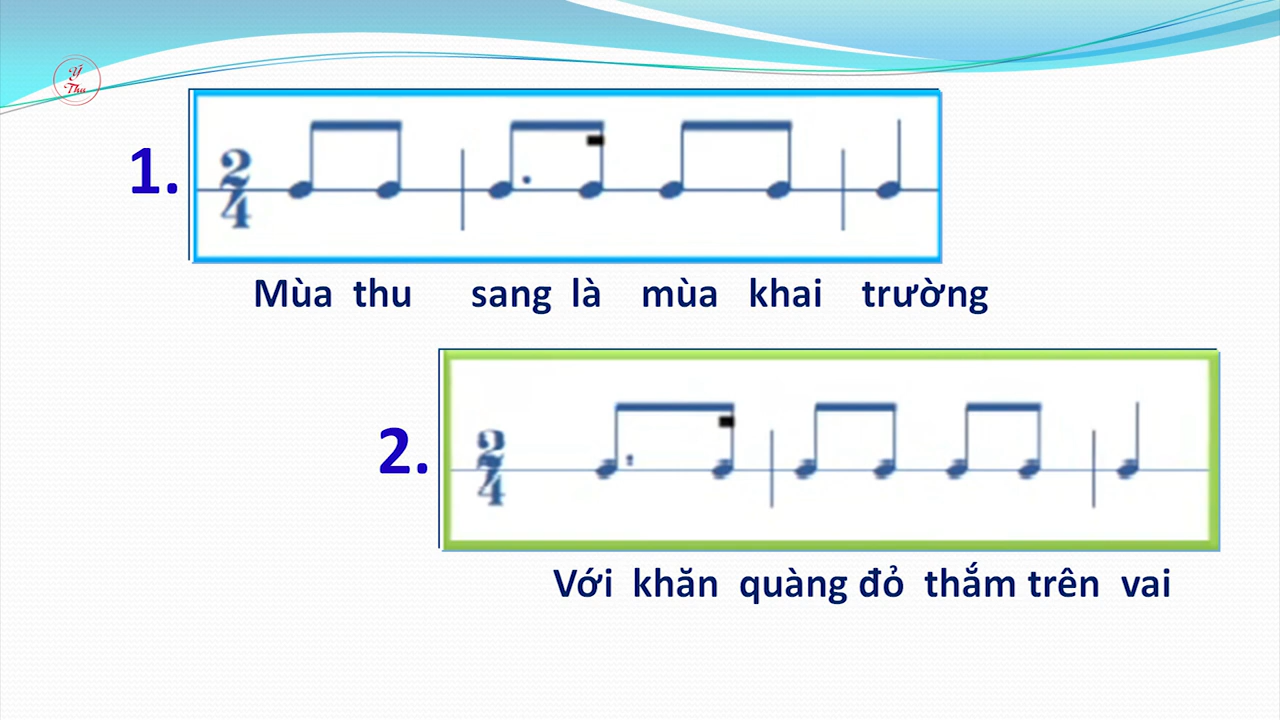 Ý
Thu
1.
2
4
Mùa thu sang là mùa khai trường
2.
2
4
Với khăn quàng đỏ thắm trên vai